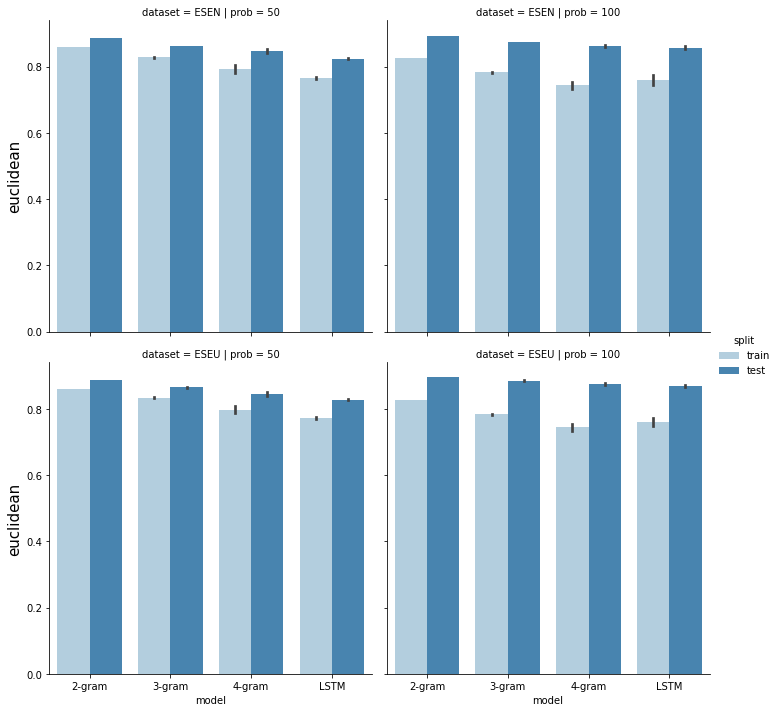 dataset = ESEN | prob = 50
dataset = ESEN | prob = 100
0.8
0.6
0.4
0.2
0.0
euclidean
split
train
test
dataset = ESEU | prob = 50
dataset = ESEU | prob = 100
0.8
0.6
0.4
0.2
0.0
euclidean
2-gram 3-gram 4-gram LSTM
model
2-gram 3-gram 4-gram LSTM
model